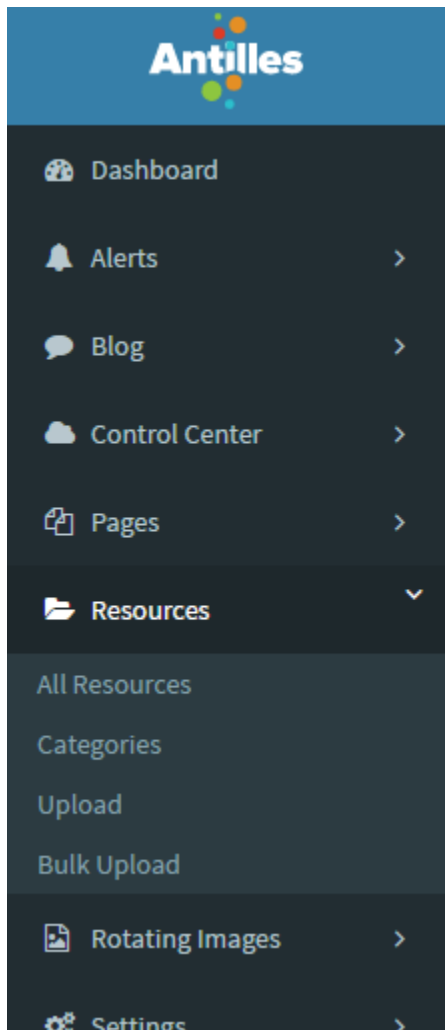 Antilles
Dashboard
Alerts
Blog
Control Center
Pages
Resources
All Resources
Categories
Upload
Bulk Upload
Rotating Images
Settings